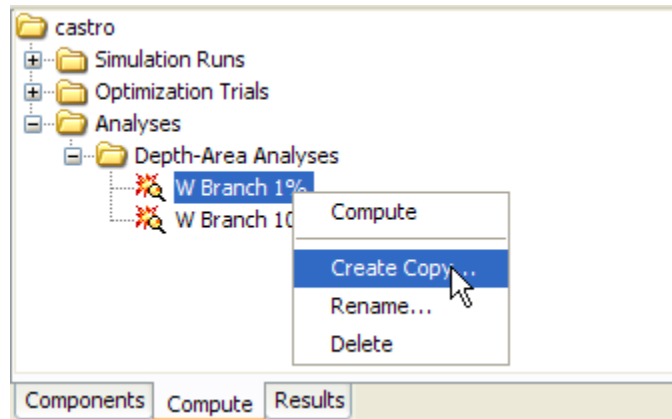 castro
Simulation Runs
Optimization Trials
Analyses
Depth-Area Analyses
W Branch 1%
W Branch 10
Compute
Create Copy...
Rename...
Delete
Components Compute Results